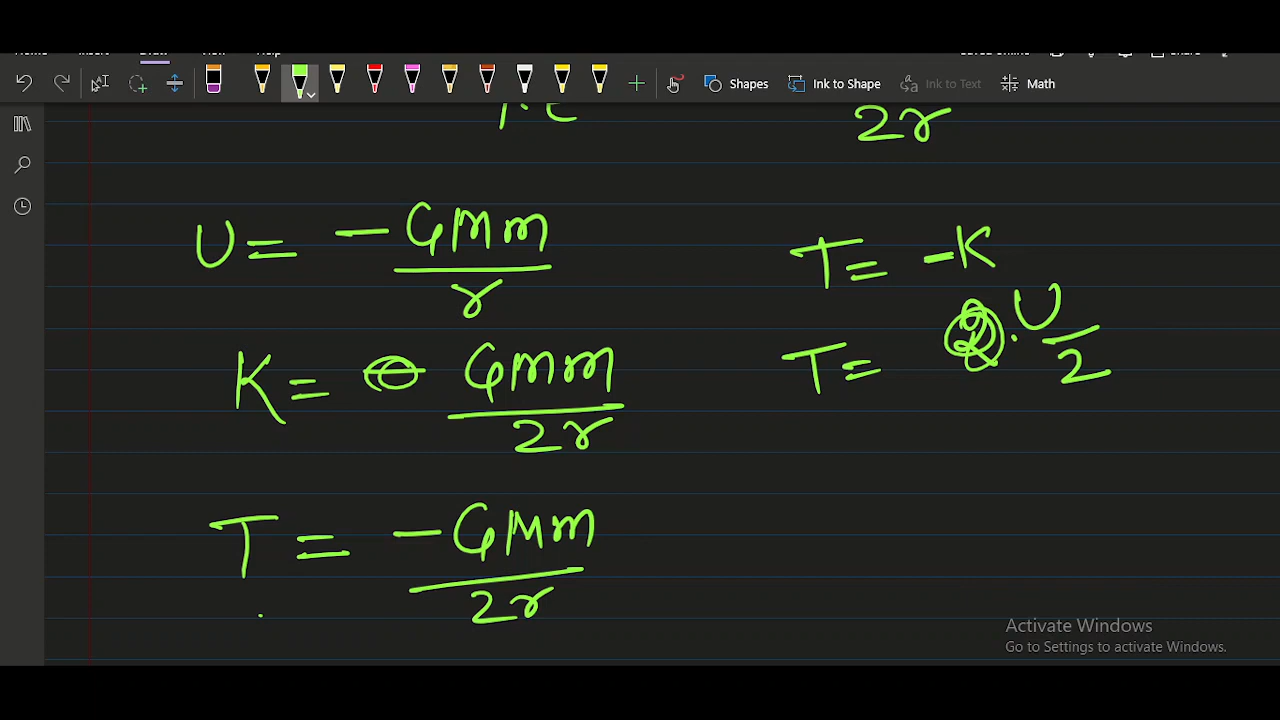 Shapes Ink to Shape Ink to Text Math
2r
U = -GMm/r
T = -K
K = GMm/2r
T = U/2
T = -GMm/2r
Activate Windows
Go to Settings to activate Windows.